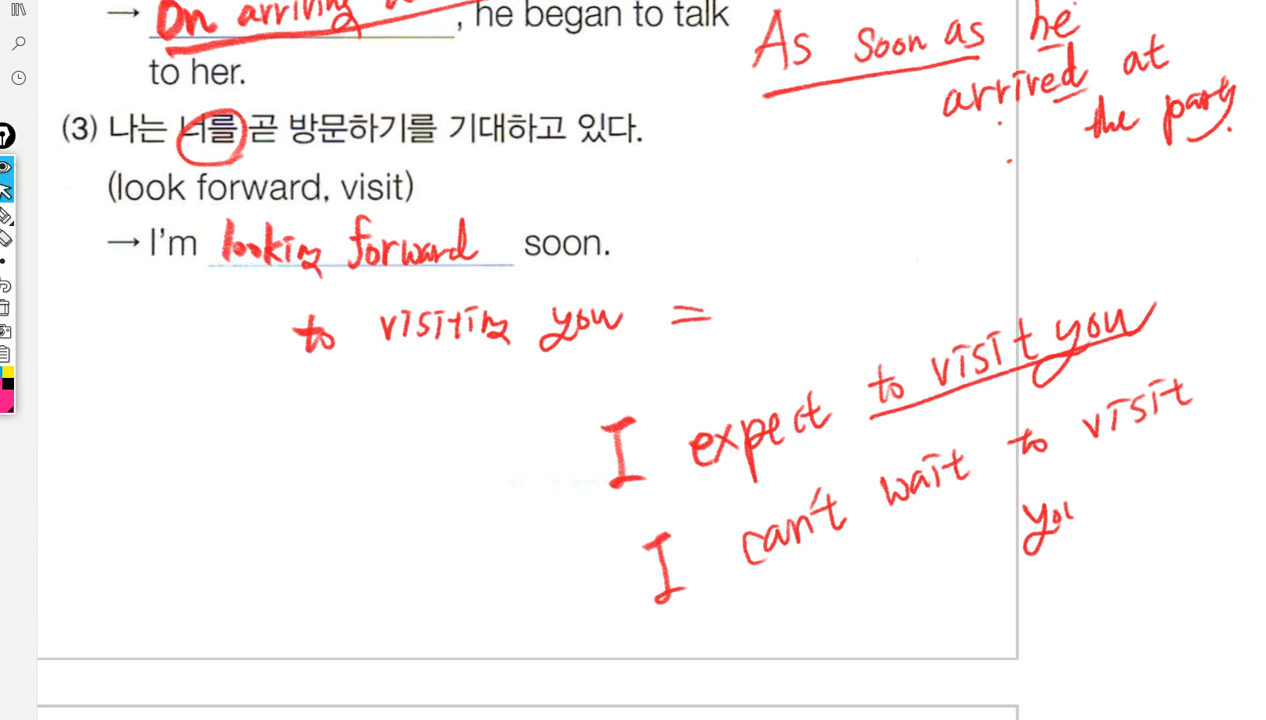 → On arriving , he began to talk
to her.
As soon as he
arrived at
the party
(3) 나는 너를 곧 방문하기를 기대하고 있다.
(look forward, visit)
→ I'm looking forward soon.
to visiting you =
I expect to visit you
I can't wait to visit
you